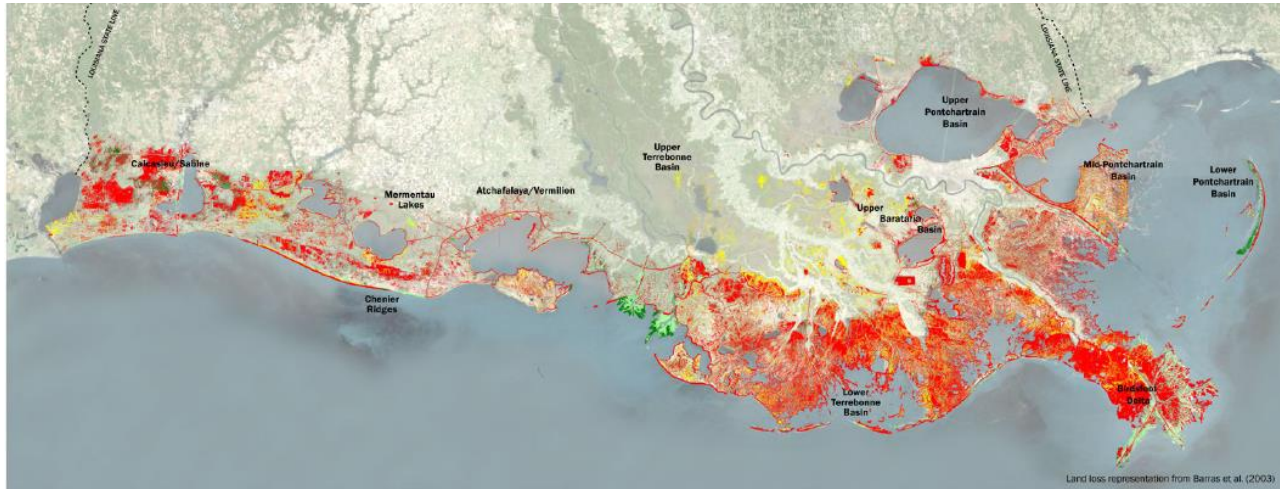 LOUISIANA STATE LINE
LOUISIANA STATE LINE
Upper
Pontchartrain
Basin
Calcasieu/Sabine
Upper
Terrebonne
Basin
Mid-Pontchartrain
Basin
Lower
Pontchartrain
Basin
Mermentau
Lakes
Atchafalaya/Vermilion
Upper
Barataria
Basin
Chenier
Ridges
Birdsfoot
Delta
Lower
Terrebonne
Basin
Land loss representation from Barras et al. (2003)